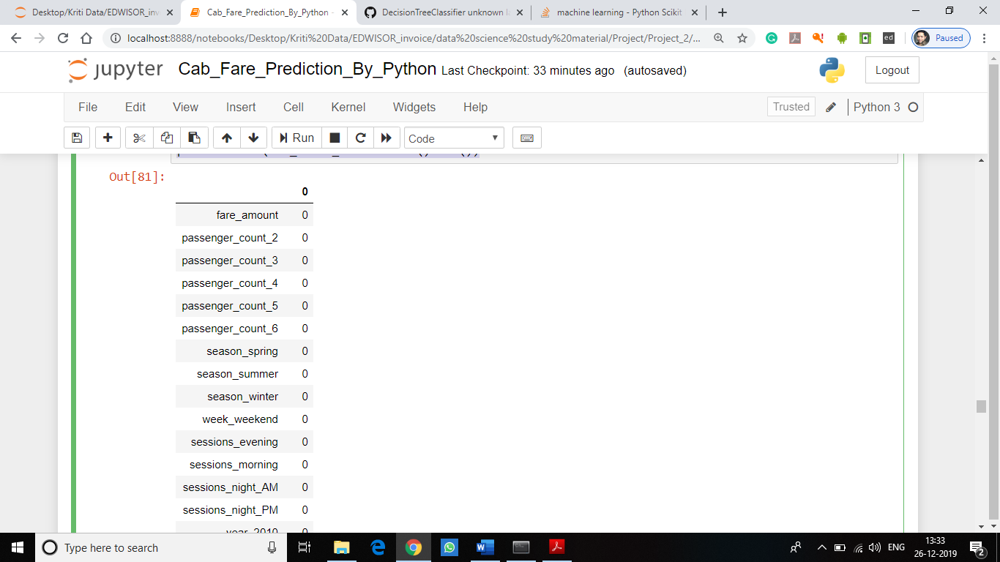 Desktop/Kriti Data/EDWISOR_inv
Cab_Fare_Prediction_By_Python -
DecisionTreeClassifier unknown l
machine learning - Python Scikit
localhost:8888/notebooks/Desktop/Kriti%20Data/EDWISOR_invoice/data%20science%20study%20material/Project/Project_2/...
ed
Paused
jupyter Cab_Fare_Prediction_By_Python Last Checkpoint: 33 minutes ago (autosaved)
Logout
File Edit View Insert Cell Kernel Widgets Help
Trusted
Python 3
Run
Code
Out[81]:
0
fare_amount 0
passenger_count_2 0
passenger_count_3 0
passenger_count_4 0
passenger_count_5 0
passenger_count_6 0
season_spring 0
season_summer 0
season_winter 0
week_weekend 0
sessions_evening 0
sessions_morning 0
sessions_night_AM 0
sessions_night_PM 0
year_2010 0
Type here to search
ENG
13:33
26-12-2019
2